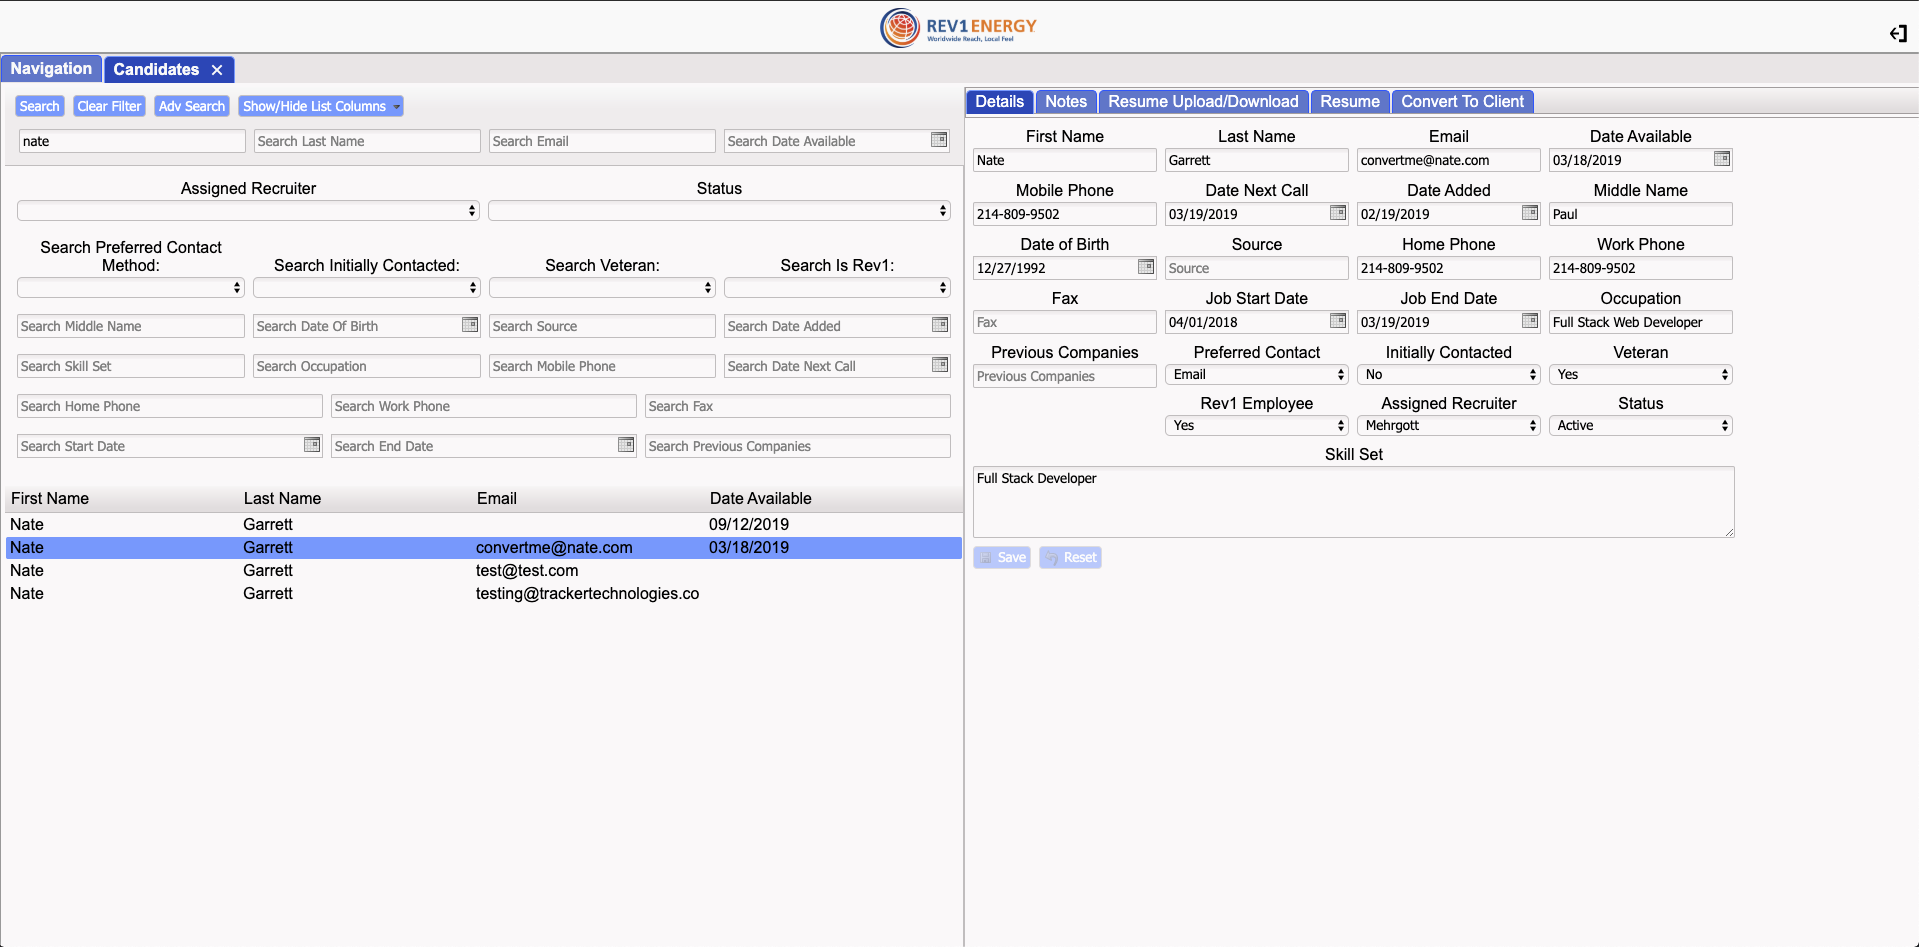 REV1 ENERGY
Worldwide Reach, Local Feel
Navigation Candidates
Search Clear Filter Adv Search Show/Hide List Columns
nate Search Last Name Search Email Search Date Available
Assigned Recruiter Status
Search Preferred Contact
Method: Search Initially Contacted: Search Veteran: Search Is Rev1:
Search Middle Name Search Date Of Birth Search Source Search Date Added
Search Skill Set Search Occupation Search Mobile Phone Search Date Next Call
Search Home Phone Search Work Phone Search Fax
Search Start Date Search End Date Search Previous Companies
First Name Last Name Email Date Available
Nate Garrett 09/12/2019
Nate Garrett convertme@nate.com 03/18/2019
Nate Garrett test@test.com
Nate Garrett testing@trackertechnologies.co
Details Notes Resume Upload/Download Resume Convert To Client
First Name Last Name Email Date Available
Nate Garrett convertme@nate.com 03/18/2019
Mobile Phone Date Next Call Date Added Middle Name
214-809-9502 03/19/2019 02/19/2019 Paul
Date of Birth Source Home Phone Work Phone
12/27/1992 Source 214-809-9502 214-809-9502
Fax Job Start Date Job End Date Occupation
Fax 04/01/2018 03/19/2019 Full Stack Web Developer
Previous Companies Preferred Contact Initially Contacted Veteran
Previous Companies Email No Yes
Rev1 Employee Assigned Recruiter Status
Yes Mehrgott Active
Skill Set
Full Stack Developer
Save Reset